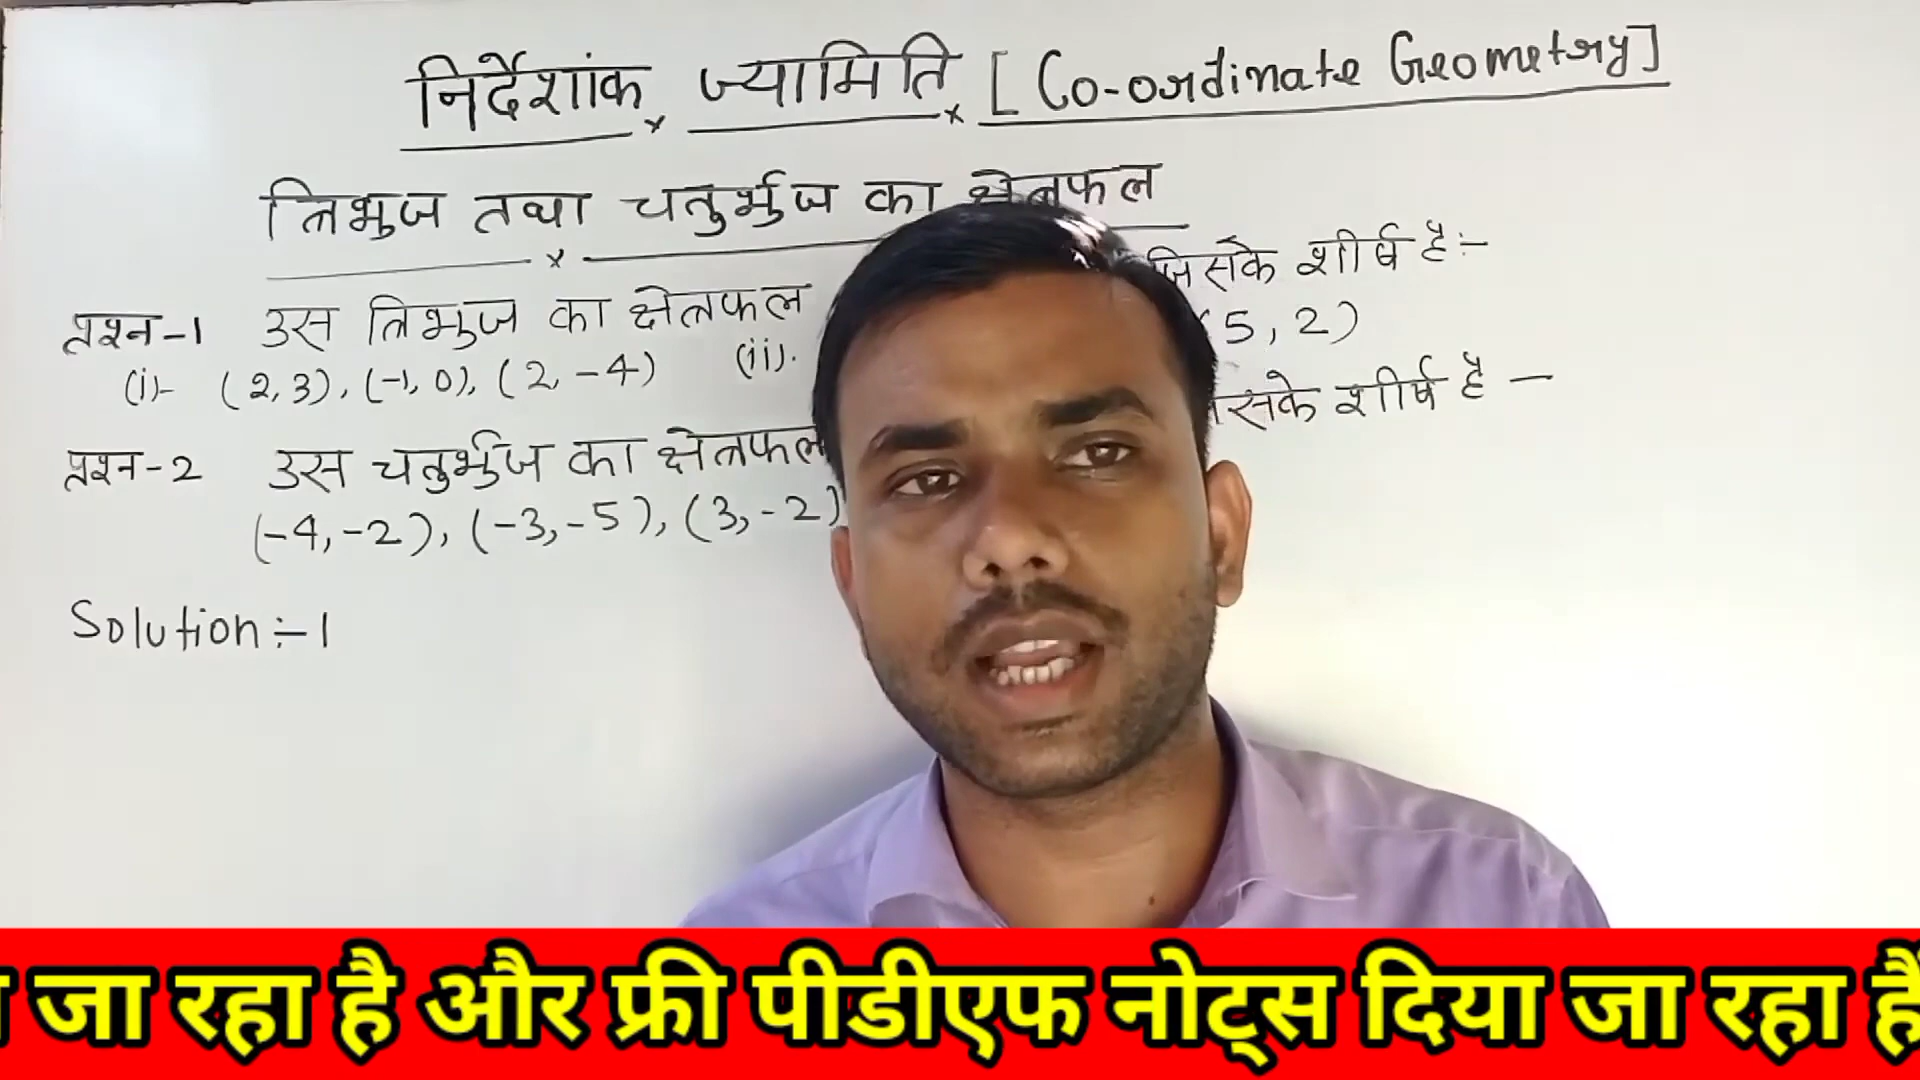 निर्देशांक ज्यामिति [Co-ordinate Geometry]
त्रिभुज तथा चतुर्भुज का क्षेत्रफल
प्रश्न-1 उस त्रिभुज का क्षेत्रफल जिसके शीर्ष है:-
(i)- (2,3), (-1,0), (2,-4) (ii). (5,2)
प्रश्न-2 उस चतुर्भुज का क्षेत्रफल शीर्ष है -
(-4,-2), (-3,-5), (3,-2)
Solution:-1
जा रहा है और फ्री पीडीएफ नोट्स दिया जा रहा है